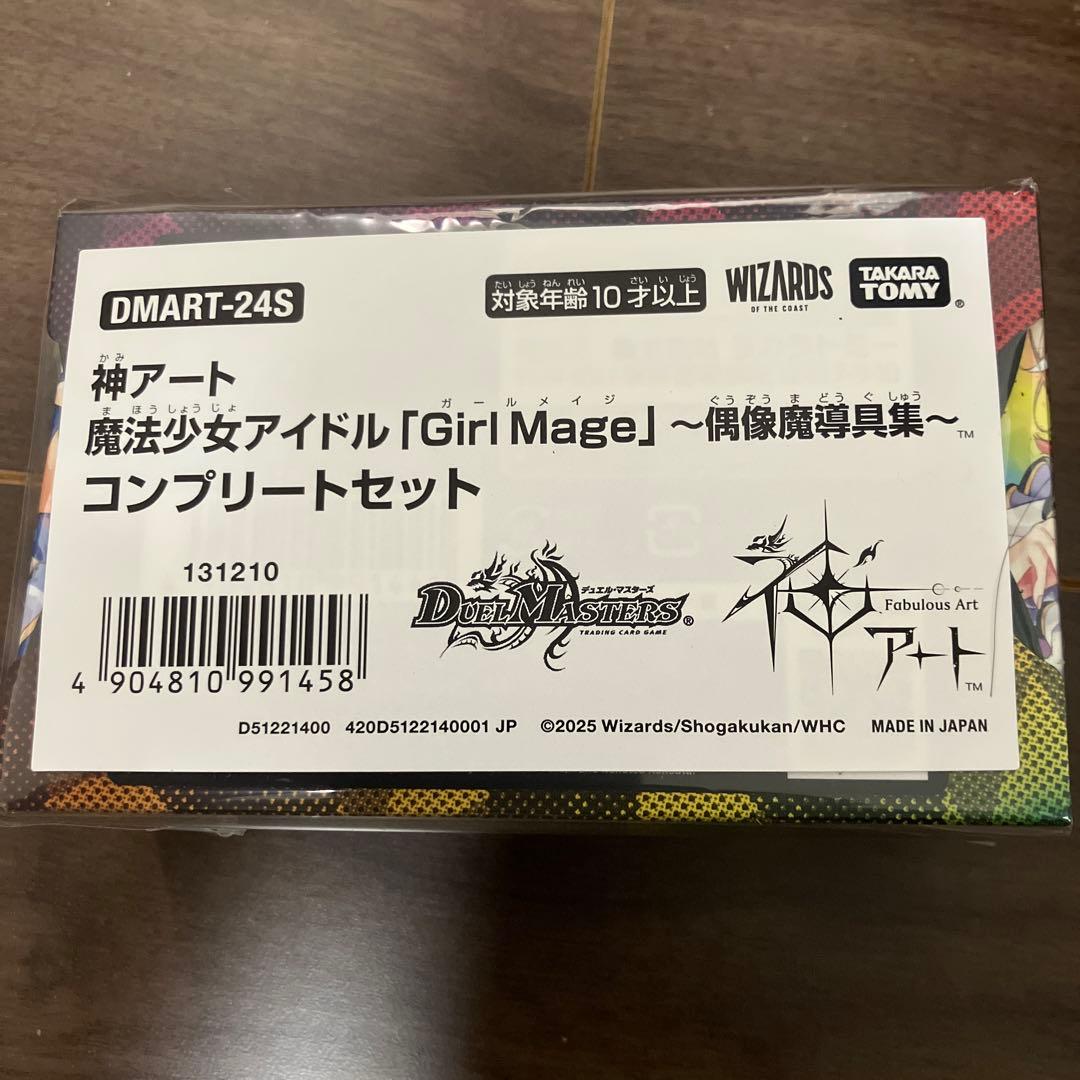 DMART-24S
対象年齢10才以上
たいしょうねんれい さいいじょう
WIZARDS
OF THE COAST
TAKARA
TOMY®
かみ
神アート
まほうしょうじょ ガールメイジ ぐうぞうまどうぐしゅう
魔法少女アイドル「Girl Mage」～偶像魔導具集～™
コンプリートセット
131210
4 904810 991458
デュエル・マスターズ
DUEL MASTERS®
TRADING CARD GAME
神
Fabulous Art
アート™
D51221400 420D5122140001 JP ©2025 Wizards/Shogakukan/WHC MADE IN JAPAN